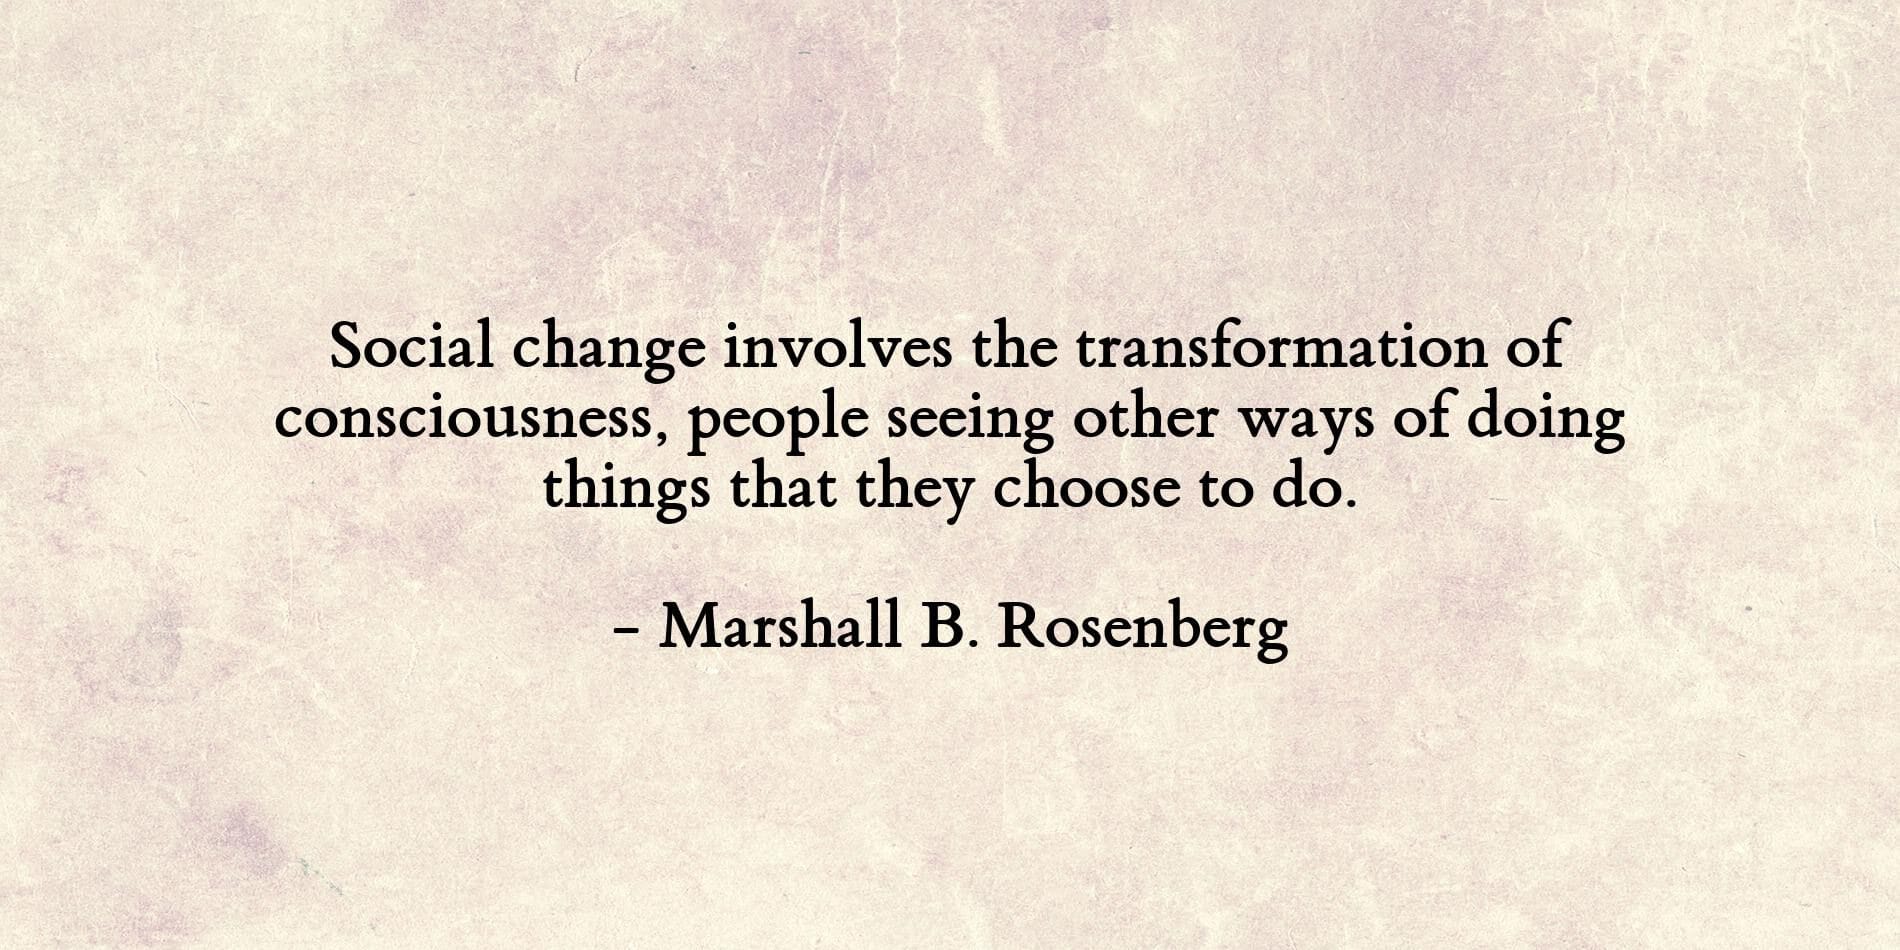 Social change involves the transformation of
consciousness, people seeing other ways of doing
things that they choose to do.
- Marshall B. Rosenberg